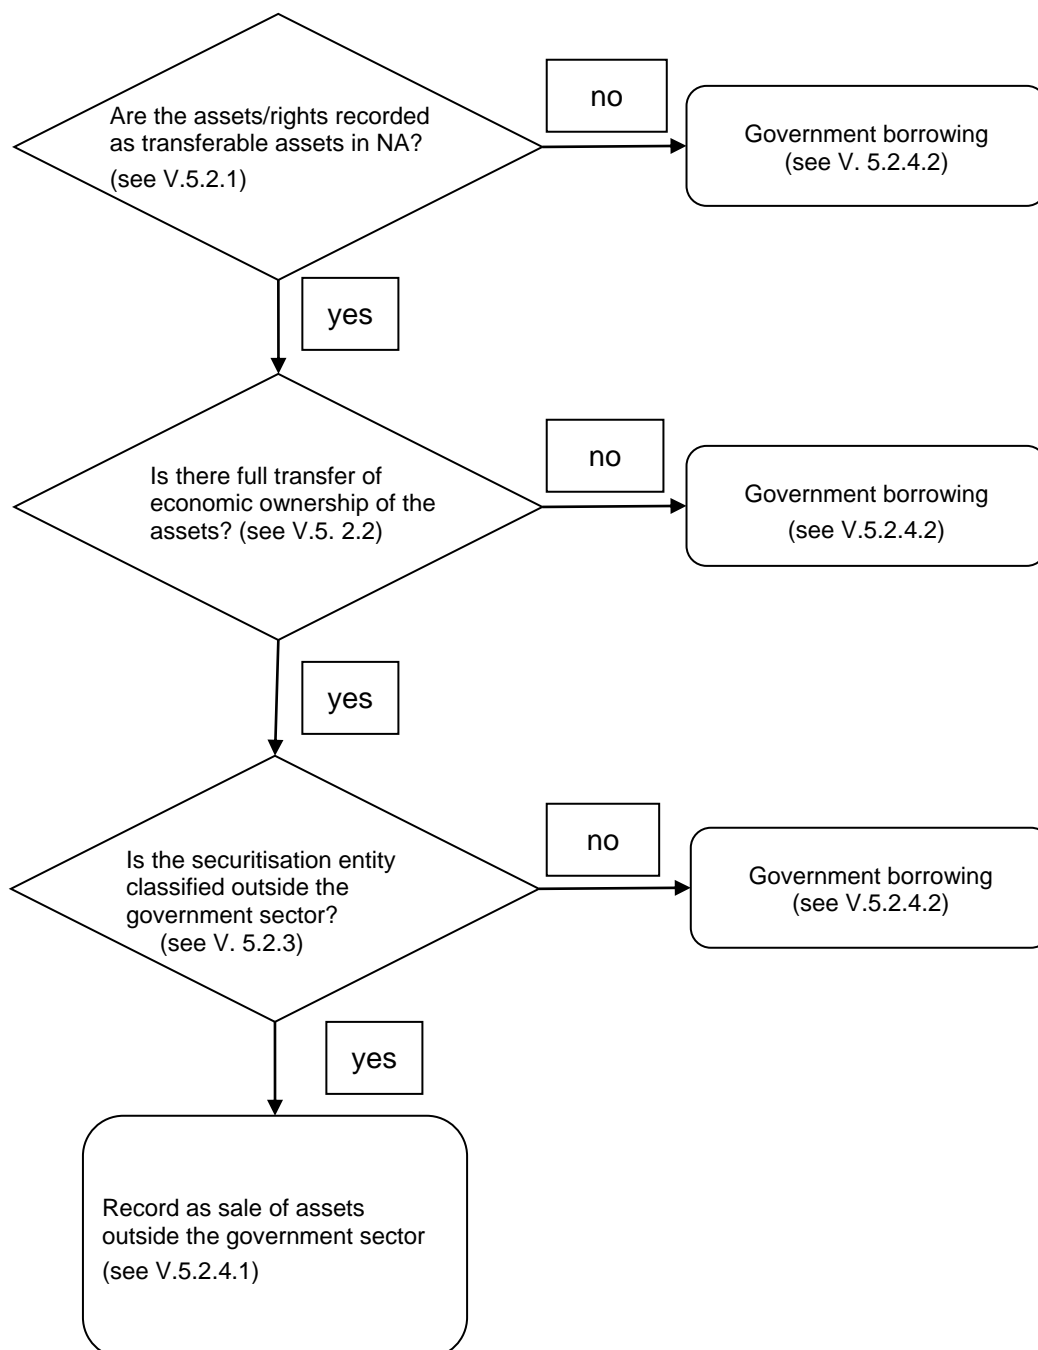 Are the assets/rights recorded
as transferable assets in NA?
(see V.5.2.1)
no
Government borrowing
(see V. 5.2.4.2)
yes
Is there full transfer of
economic ownership of the
assets? (see V.5. 2.2)
no
Government borrowing
(see V.5.2.4.2)
yes
Is the securitisation entity
classified outside the
government sector?
(see V. 5.2.3)
no
Government borrowing
(see V.5.2.4.2)
yes
Record as sale of assets
outside the government sector
(see V.5.2.4.1)